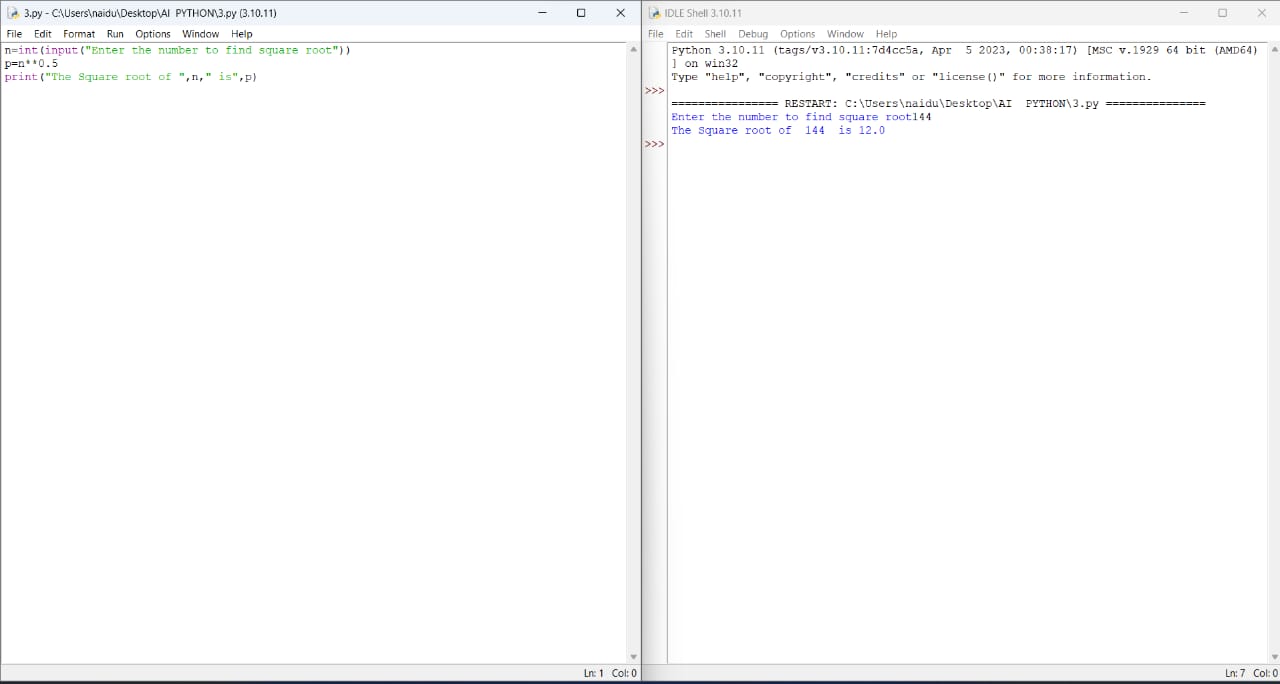 3.py - C:\Users\naidu\Desktop\AI  PYTHON\3.py (3.10.11)
File Edit Format Run Options Window Help
n=int(input("Enter the number to find square root"))
p=n**0.5
print("The Square root of ",n," is",p)
Ln: 1 Col: 0
IDLE Shell 3.10.11
File Edit Shell Debug Options Window Help
Python 3.10.11 (tags/v3.10.11:7d4cc5a, Apr  5 2023, 00:38:17) [MSC v.1929 64 bit (AMD64)
] on win32
Type "help", "copyright", "credits" or "license()" for more information.
>>>
================ RESTART: C:\Users\naidu\Desktop\AI  PYTHON\3.py ===============
Enter the number to find square root144
The Square root of  144  is 12.0
>>>
Ln: 7 Col: 0